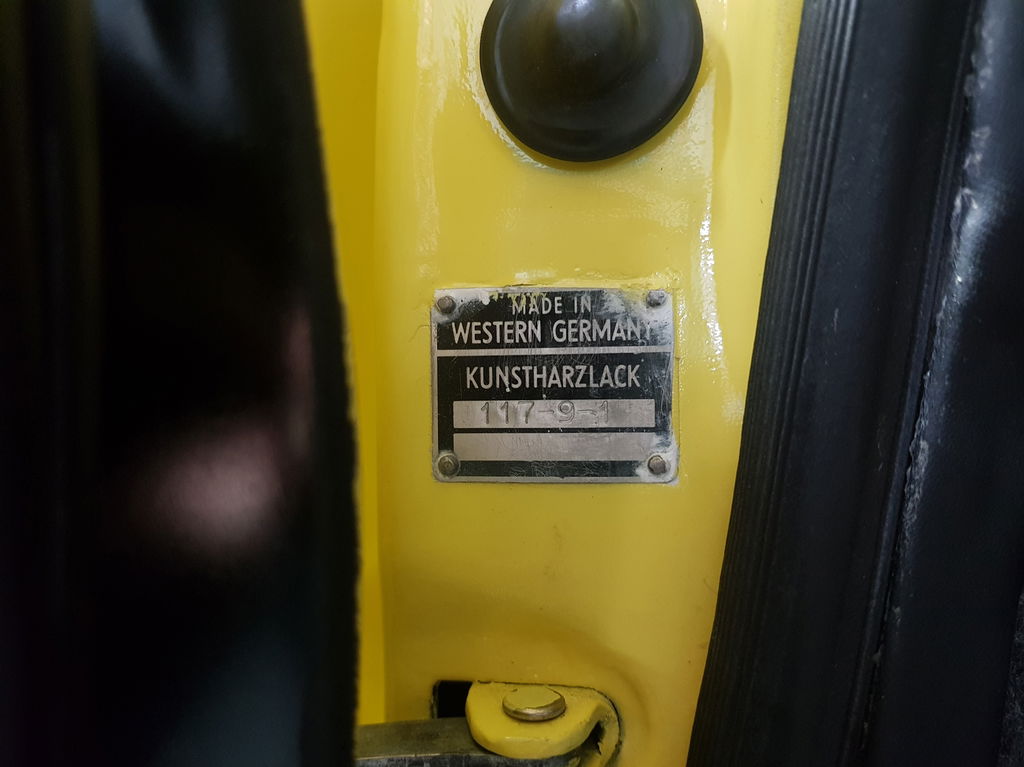 MADE IN
WESTERN GERMANY
KUNSTHARZLACK
117-9-1